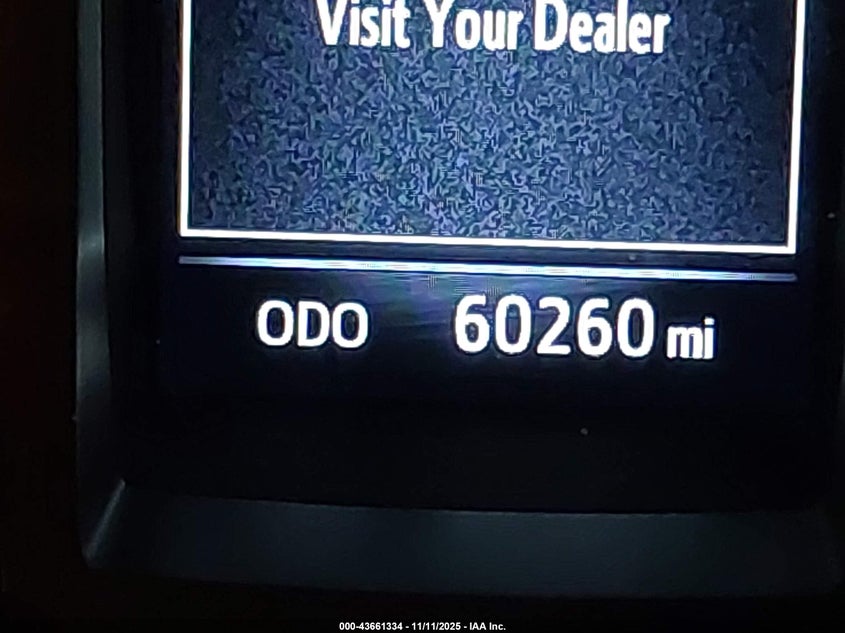 Visit Your Dealer
ODO 60260 mi
000-43661334 - 11/11/2025 - IAA Inc.